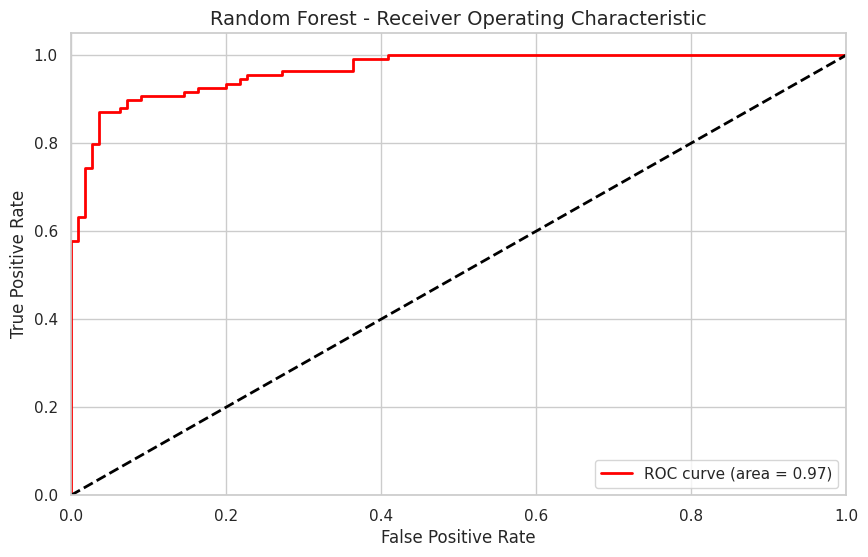 Random Forest - Receiver Operating Characteristic
1.0
0.8
0.6
0.4
0.2
0.0
True Positive Rate
ROC curve (area = 0.97)
0.0 0.2 0.4 0.6 0.8 1.0
False Positive Rate